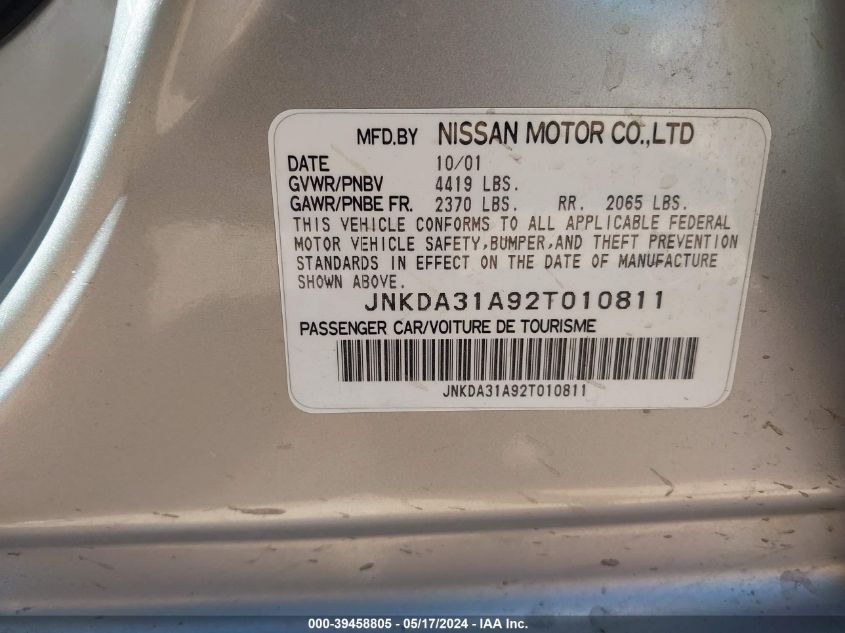 MFD.BY NISSAN MOTOR CO.,LTD
DATE 10/01
GVWR/PNBV 4419 LBS.
GAWR/PNBE FR. 2370 LBS. RR. 2065 LBS.
THIS VEHICLE CONFORMS TO ALL APPLICABLE FEDERAL
MOTOR VEHICLE SAFETY,BUMPER,AND THEFT PREVENTION
STANDARDS IN EFFECT ON THE DATE OF MANUFACTURE
SHOWN ABOVE.
JNKDA31A92T010811
PASSENGER CAR/VOITURE DE TOURISME
JNKDA31A92T010811
000-39458805 - 05/17/2024 - IAA Inc.